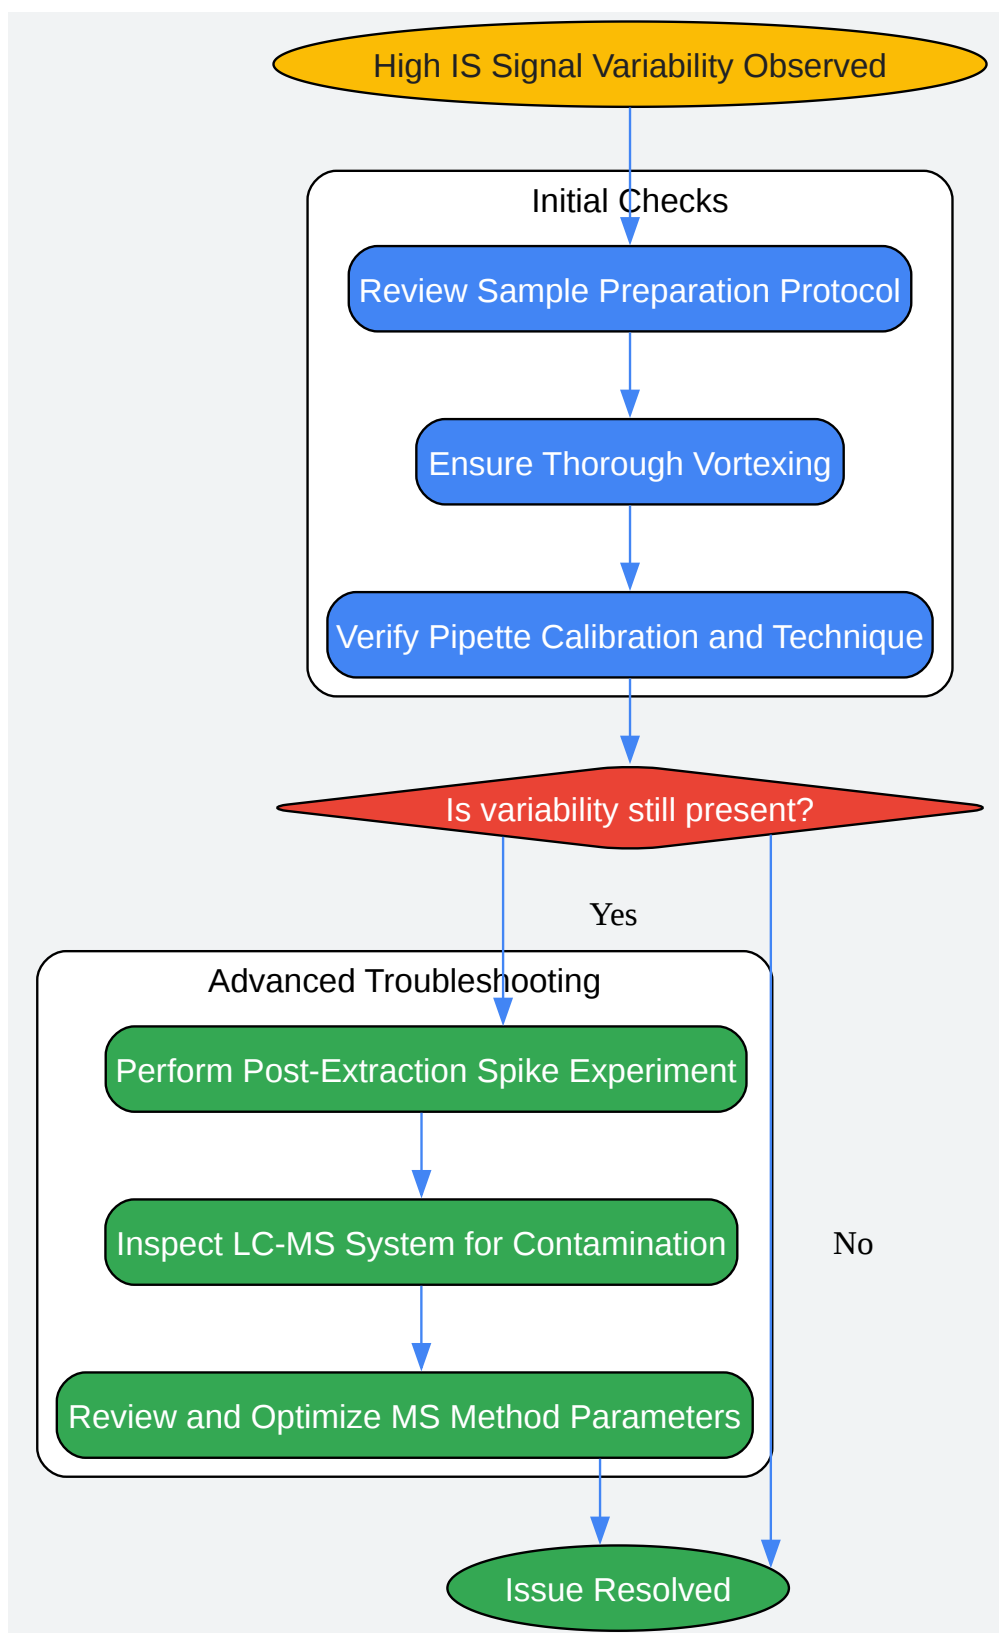 High IS Signal Variability Observed
Initial Checks
Review Sample Preparation Protocol
Ensure Thorough Vortexing
Verify Pipette Calibration and Technique
Is variability still present?
Yes
Advanced Troubleshooting
Perform Post-Extraction Spike Experiment
Inspect LC-MS System for Contamination
No
Review and Optimize MS Method Parameters
Issue Resolved